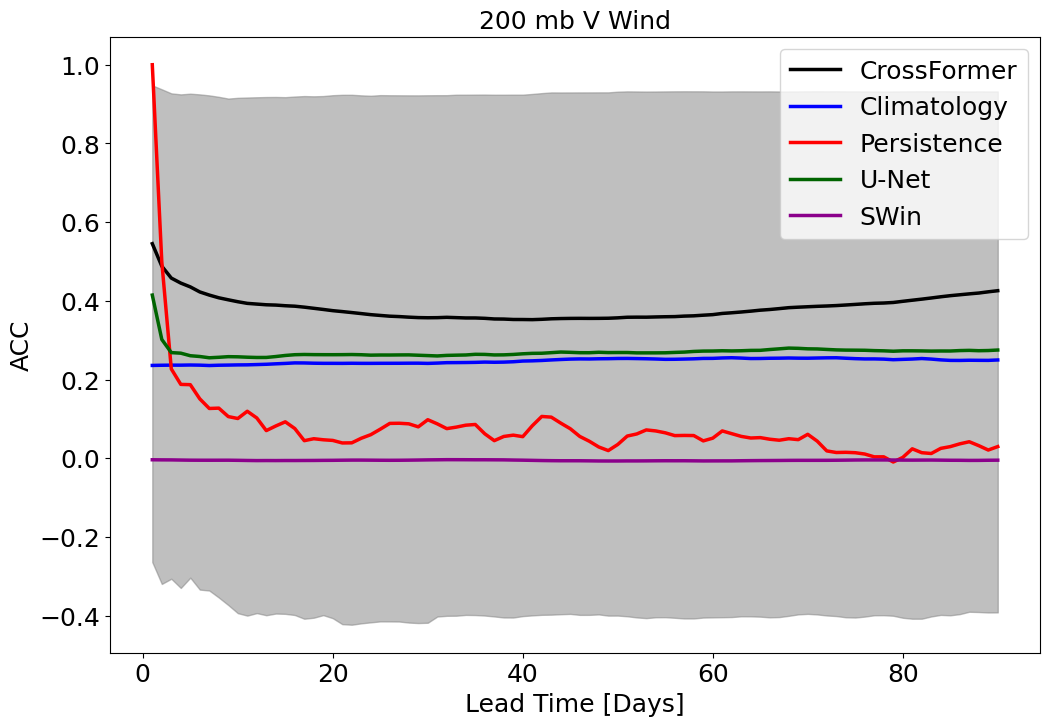 200 mb V Wind
CrossFormer
Climatology
Persistence
U-Net
SWin
1.0
0.8
0.6
0.4
0.2
0.0
−0.2
−0.4
ACC
0 20 40 60 80
Lead Time [Days]